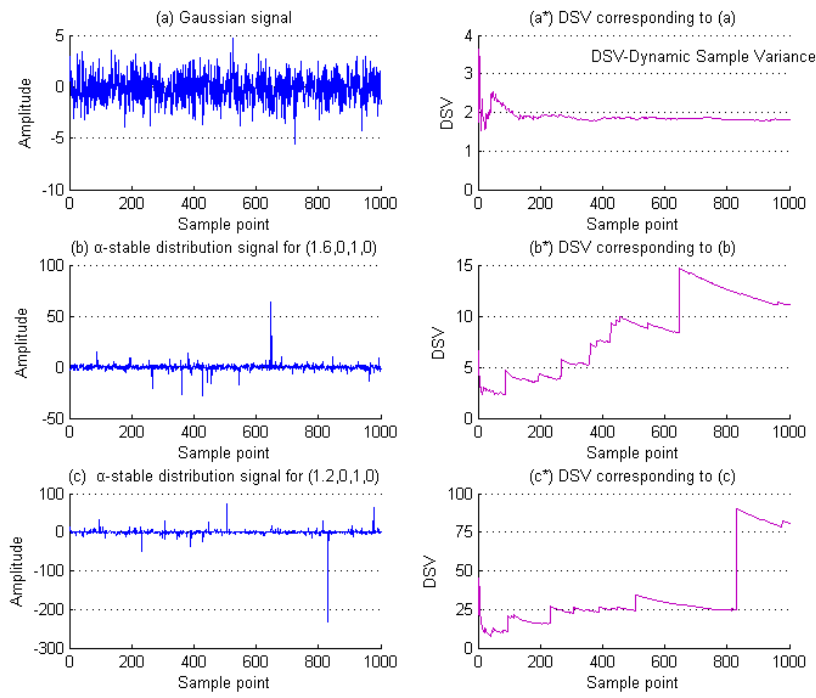 (a) Gaussian signal
5
0
-5
-10
Amplitude
0 200 400 600 800 1000
Sample point
(a*) DSV corresponding to (a)
DSV-Dynamic Sample Variance
4
3
2
1
0
DSV
0 200 400 600 800 1000
Sample point
(b) α-stable distribution signal for (1.6,0,1,0)
100
50
0
-50
Amplitude
0 200 400 600 800 1000
Sample point
(b*) DSV corresponding to (b)
15
10
5
0
DSV
0 200 400 600 800 1000
Sample point
(c) α-stable distribution signal for (1.2,0,1,0)
100
0
-100
-200
-300
Amplitude
0 200 400 600 800 1000
Sample point
(c*) DSV corresponding to (c)
100
75
50
25
0
DSV
0 200 400 600 800 1000
Sample point